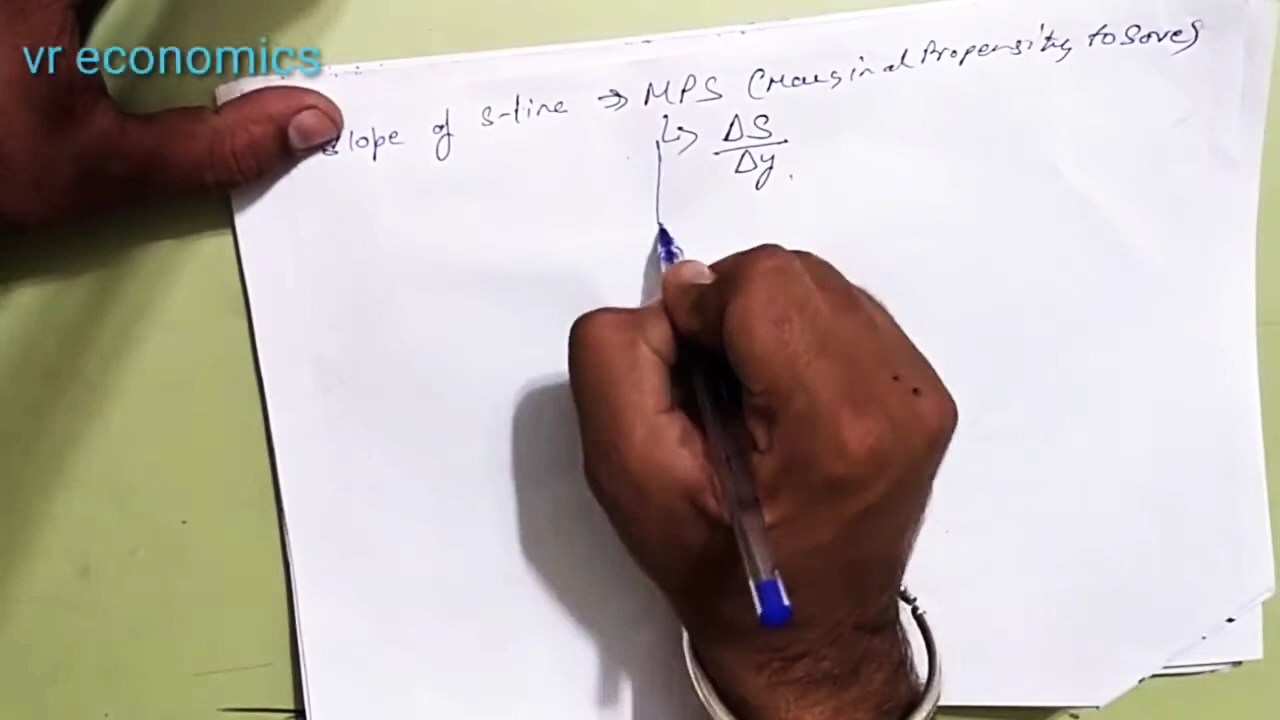 vr economics
slope of s-line ⇒ MPS (Marginal Propensity to Save)
↳ ΔS
Δy.